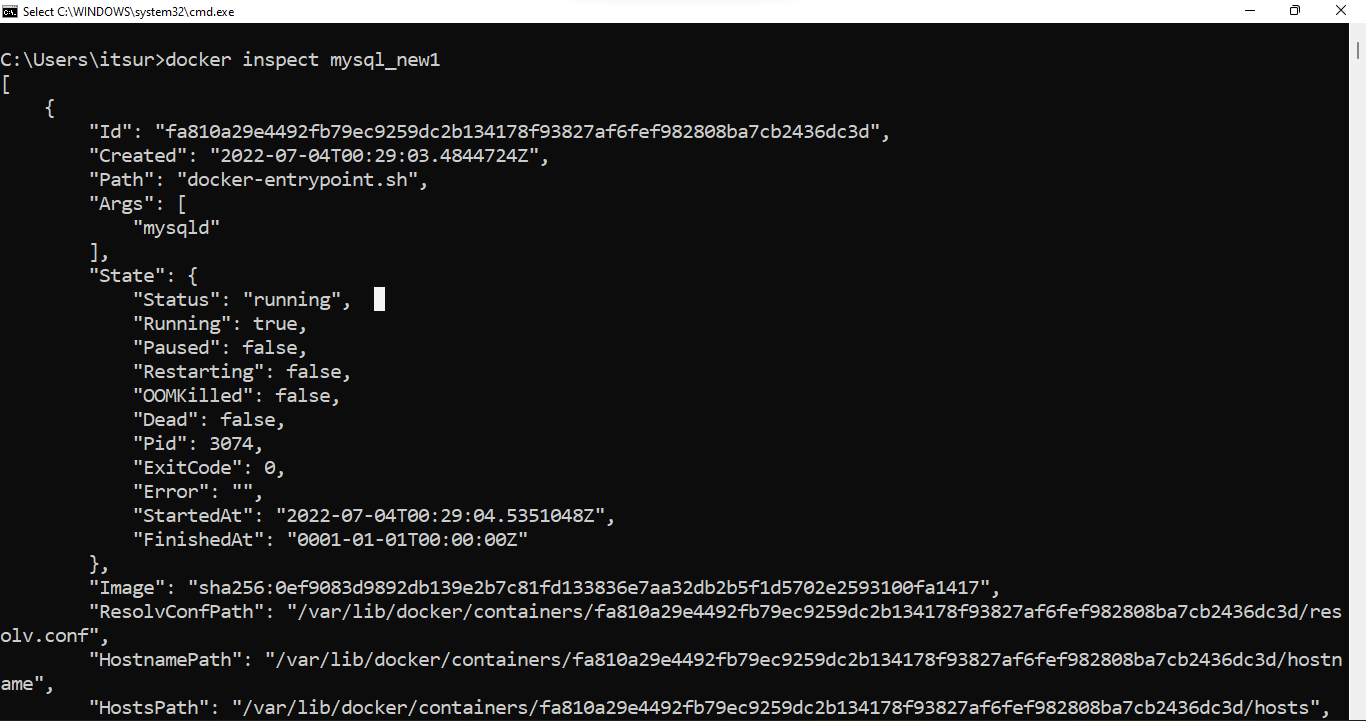 Select C:\WINDOWS\system32\cmd.exe
C:\Users\itsur>docker inspect mysql_new1
[
    {
        "Id": "fa810a29e4492fb79ec9259dc2b134178f93827af6fef982808ba7cb2436dc3d",
        "Created": "2022-07-04T00:29:03.4844724Z",
        "Path": "docker-entrypoint.sh",
        "Args": [
            "mysqld"
        ],
        "State": {
            "Status": "running",
            "Running": true,
            "Paused": false,
            "Restarting": false,
            "OOMKilled": false,
            "Dead": false,
            "Pid": 3074,
            "ExitCode": 0,
            "Error": "",
            "StartedAt": "2022-07-04T00:29:04.5351048Z",
            "FinishedAt": "0001-01-01T00:00:00Z"
        },
        "Image": "sha256:0ef9083d9892db139e2b7c81fd133836e7aa32db2b5f1d5702e2593100fa1417",
        "ResolvConfPath": "/var/lib/docker/containers/fa810a29e4492fb79ec9259dc2b134178f93827af6fef982808ba7cb2436dc3d/res
olv.conf",
        "HostnamePath": "/var/lib/docker/containers/fa810a29e4492fb79ec9259dc2b134178f93827af6fef982808ba7cb2436dc3d/hostn
ame",
        "HostsPath": "/var/lib/docker/containers/fa810a29e4492fb79ec9259dc2b134178f93827af6fef982808ba7cb2436dc3d/hosts",